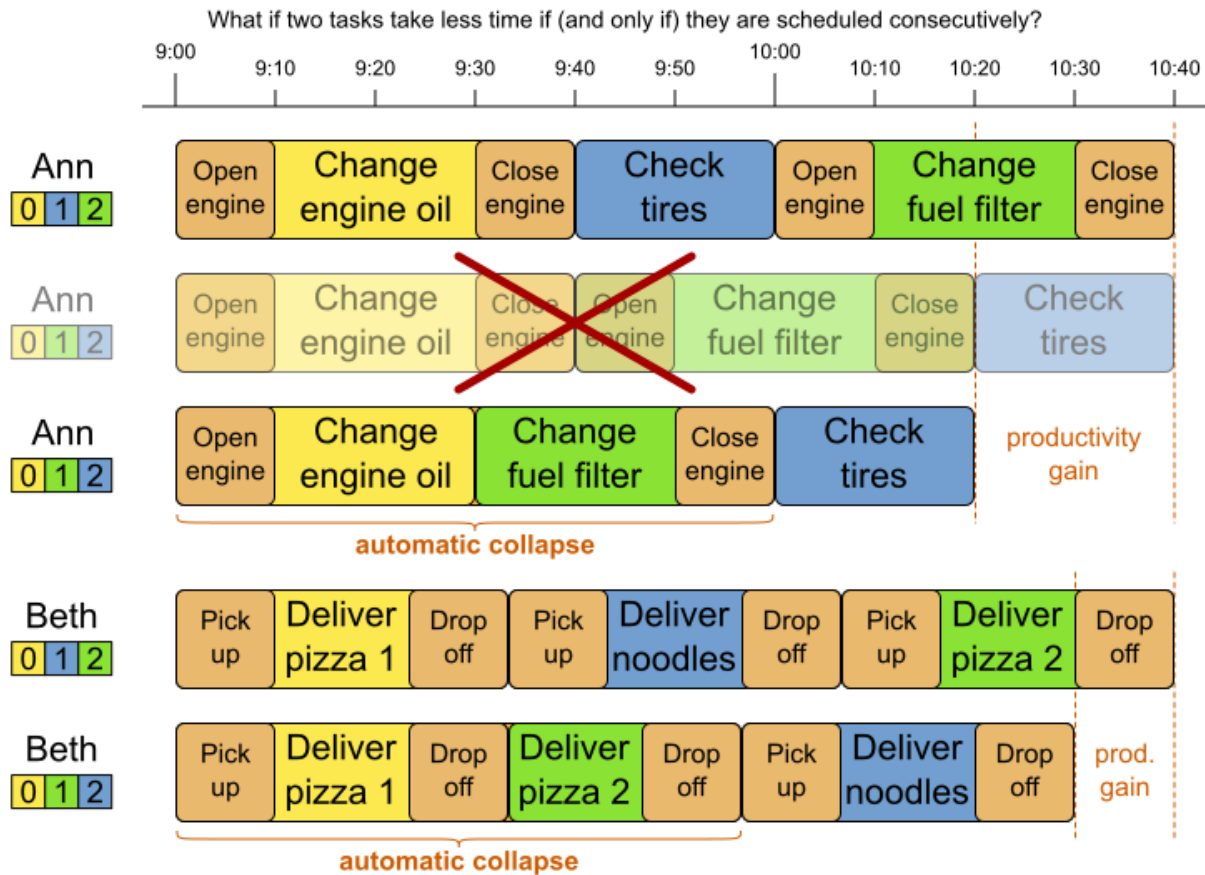 What if two tasks take less time if (and only if) they are scheduled consecutively?
9:00 9:10 9:20 9:30 9:40 9:50 10:00 10:10 10:20 10:30 10:40
Ann
0 1 2
Open engine
Change engine oil
Close engine
Check tires
Open engine
Change fuel filter
Close engine
Ann
0 1 2
Open engine
Change engine oil
Close engine
Open engine
Change fuel filter
Close engine
Check tires
Ann
0 1 2
Open engine
Change engine oil
Change fuel filter
Close engine
Check tires
productivity gain
automatic collapse
Beth
0 1 2
Pick up
Deliver pizza 1
Drop off
Pick up
Deliver noodles
Drop off
Pick up
Deliver pizza 2
Drop off
Beth
0 1 2
Pick up
Deliver pizza 1
Drop off
Deliver pizza 2
Drop off
Pick up
Deliver noodles
Drop off
prod. gain
automatic collapse